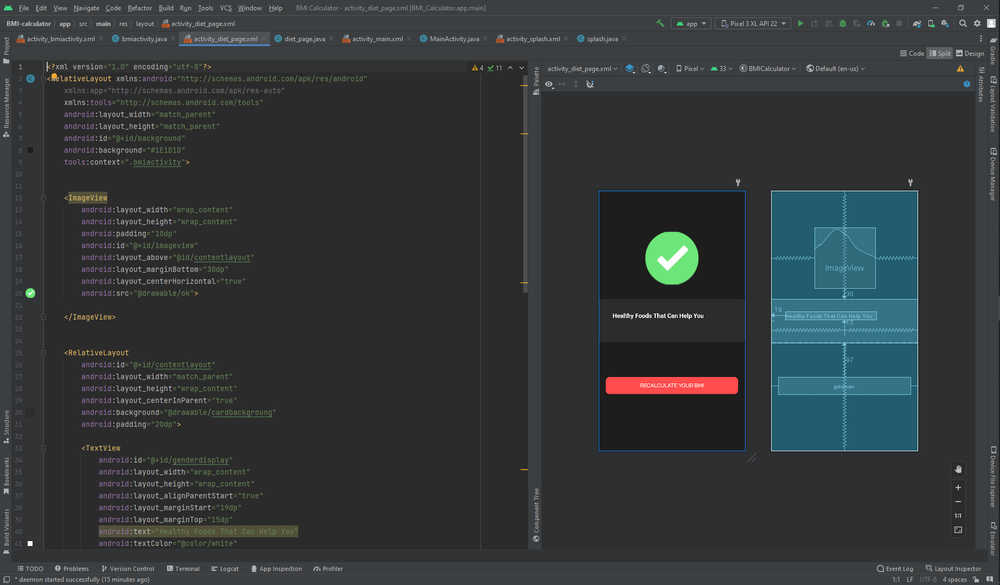 File Edit View Navigate Code Refactor Build Run Tools VCS Window Help BMI Calculator - activity_diet_page.xml [BMI_Calculator.app.main]
BMI-calculator app src main res layout activity_diet_page.xml app Pixel 3 XL API 22
activity_bmiactivity.xml bmiactivity.java activity_diet_page.xml diet_page.java activity_main.xml MainActivity.java activity_splash.xml splash.java
Code Split Design
Project
Resource Manager
Structure
Bookmarks
Build Variants
1 <?xml version="1.0" encoding="utf-8"?>
2 <RelativeLayout xmlns:android="http://schemas.android.com/apk/res/android"
3 xmlns:app="http://schemas.android.com/apk/res-auto"
4 xmlns:tools="http://schemas.android.com/tools"
5 android:layout_width="match_parent"
6 android:layout_height="match_parent"
7 android:id="@+id/background"
8 android:background="#1E1D1D"
9 tools:context=".bmiactivity">
10
11
12 <ImageView
13 android:layout_width="wrap_content"
14 android:layout_height="wrap_content"
15 android:padding="10dp"
16 android:id="@+id/imageview"
17 android:layout_above="@id/contentlayout"
18 android:layout_marginBottom="30dp"
19 android:layout_centerHorizontal="true"
20 android:src="@drawable/ok">
21
22 </ImageView>
23
24
25 <RelativeLayout
26 android:id="@+id/contentlayout"
27 android:layout_width="match_parent"
28 android:layout_height="wrap_content"
29 android:layout_centerInParent="true"
30 android:background="@drawable/cardbackgroung"
31 android:padding="20dp">
32
33 <TextView
34 android:id="@+id/genderdisplay"
35 android:layout_width="wrap_content"
36 android:layout_height="wrap_content"
37 android:layout_alignParentStart="true"
38 android:layout_marginStart="19dp"
39 android:layout_marginTop="15dp"
40 android:text="Healthy Foods That Can Help You"
41 android:textColor="@color/white"
4 11
Palette
Component Tree
activity_diet_page.xml Pixel 33 BMICalculator Default (en-us)
Healthy Foods That Can Help You
RECALCULATE YOUR BMI
ImageView
30
19
Healthy Foods That Can Help You
15
97
gotomain
1:1
Attributes
Gradle
Layout Validation
Device Manager
Device File Explorer
Emulator
TODO Problems Version Control Terminal Logcat App Inspection Profiler Event Log Layout Inspector
* daemon started successfully (15 minutes ago) 1:1 LF UTF-8 4 spaces